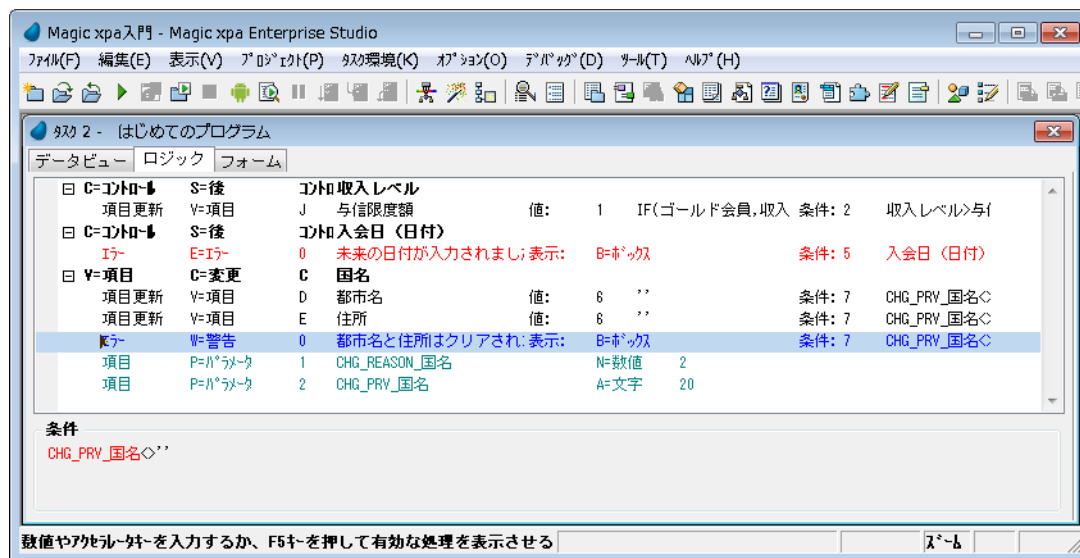 Magic xpa入門 - Magic xpa Enterprise Studio
ﾌｧｲﾙ(F) 編集(E) 表示(V) ﾌﾟﾛｼﾞｪｸﾄ(P) ﾀｽｸ環境(K) ｵﾌﾟｼｮﾝ(O) ﾃﾞﾊﾞｯｸﾞ(D) ﾂｰﾙ(T) ﾍﾙﾌﾟ(H)
ﾀｽｸ 2 - はじめてのプログラム
データビュー ロジック フォーム
C=ｺﾝﾄﾛｰﾙ S=後 ｺﾝﾄﾛ 収入レベル
項目更新 V=項目 J 与信限度額 値: 1 IF(ゴールド会員,収入 条件: 2 収入レベル>与信
C=ｺﾝﾄﾛｰﾙ S=後 ｺﾝﾄﾛ 入会日（日付）
ｴﾗｰ E=ｴﾗｰ 0 未来の日付が入力されまし 表示: B=ﾎﾞｯｸｽ 条件: 5 入会日（日付）
V=項目 C=変更 C 国名
項目更新 V=項目 D 都市名 値: 6 '' 条件: 7 CHG_PRV_国名<>
項目更新 V=項目 E 住所 値: 6 '' 条件: 7 CHG_PRV_国名<>
ｴﾗｰ W=警告 0 都市名と住所はクリアされ 表示: B=ﾎﾞｯｸｽ 条件: 7 CHG_PRV_国名<>
項目 P=ﾊﾟﾗﾒｰﾀ 1 CHG_REASON_国名 N=数値 2
項目 P=ﾊﾟﾗﾒｰﾀ 2 CHG_PRV_国名 A=文字 20
条件
CHG_PRV_国名<>''
数値やｱｸｾﾗﾚｰﾀｷｰを入力するか、F5ｷｰを押して有効な処理を表示させる ｽﾞｰﾑ